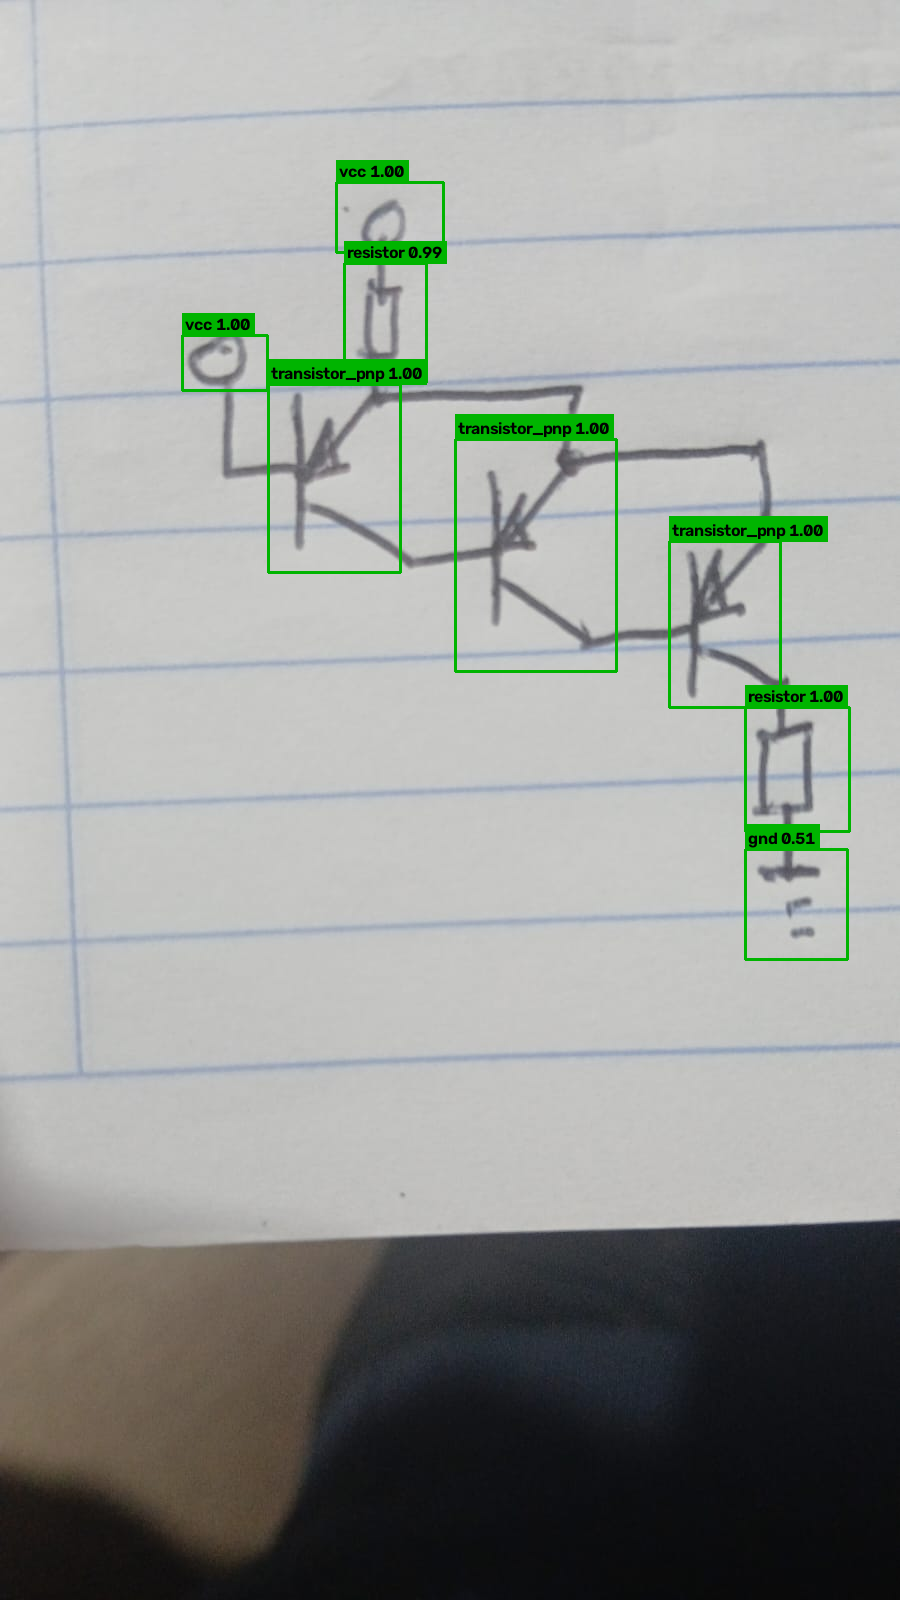 vcc 1.00
resistor 0.99
vcc 1.00
transistor_pnp 1.00
transistor_pnp 1.00
transistor_pnp 1.00
resistor 1.00
gnd 0.51